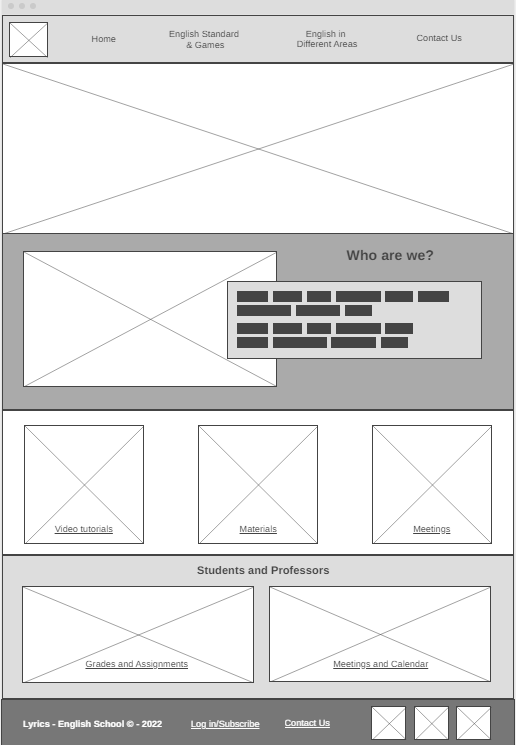 Home
English Standard
& Games
English in
Different Areas
Contact Us
Who are we?
Video tutorials
Materials
Meetings
Students and Professors
Grades and Assignments
Meetings and Calendar
Lyrics - English School © - 2022
Log in/Subscribe
Contact Us